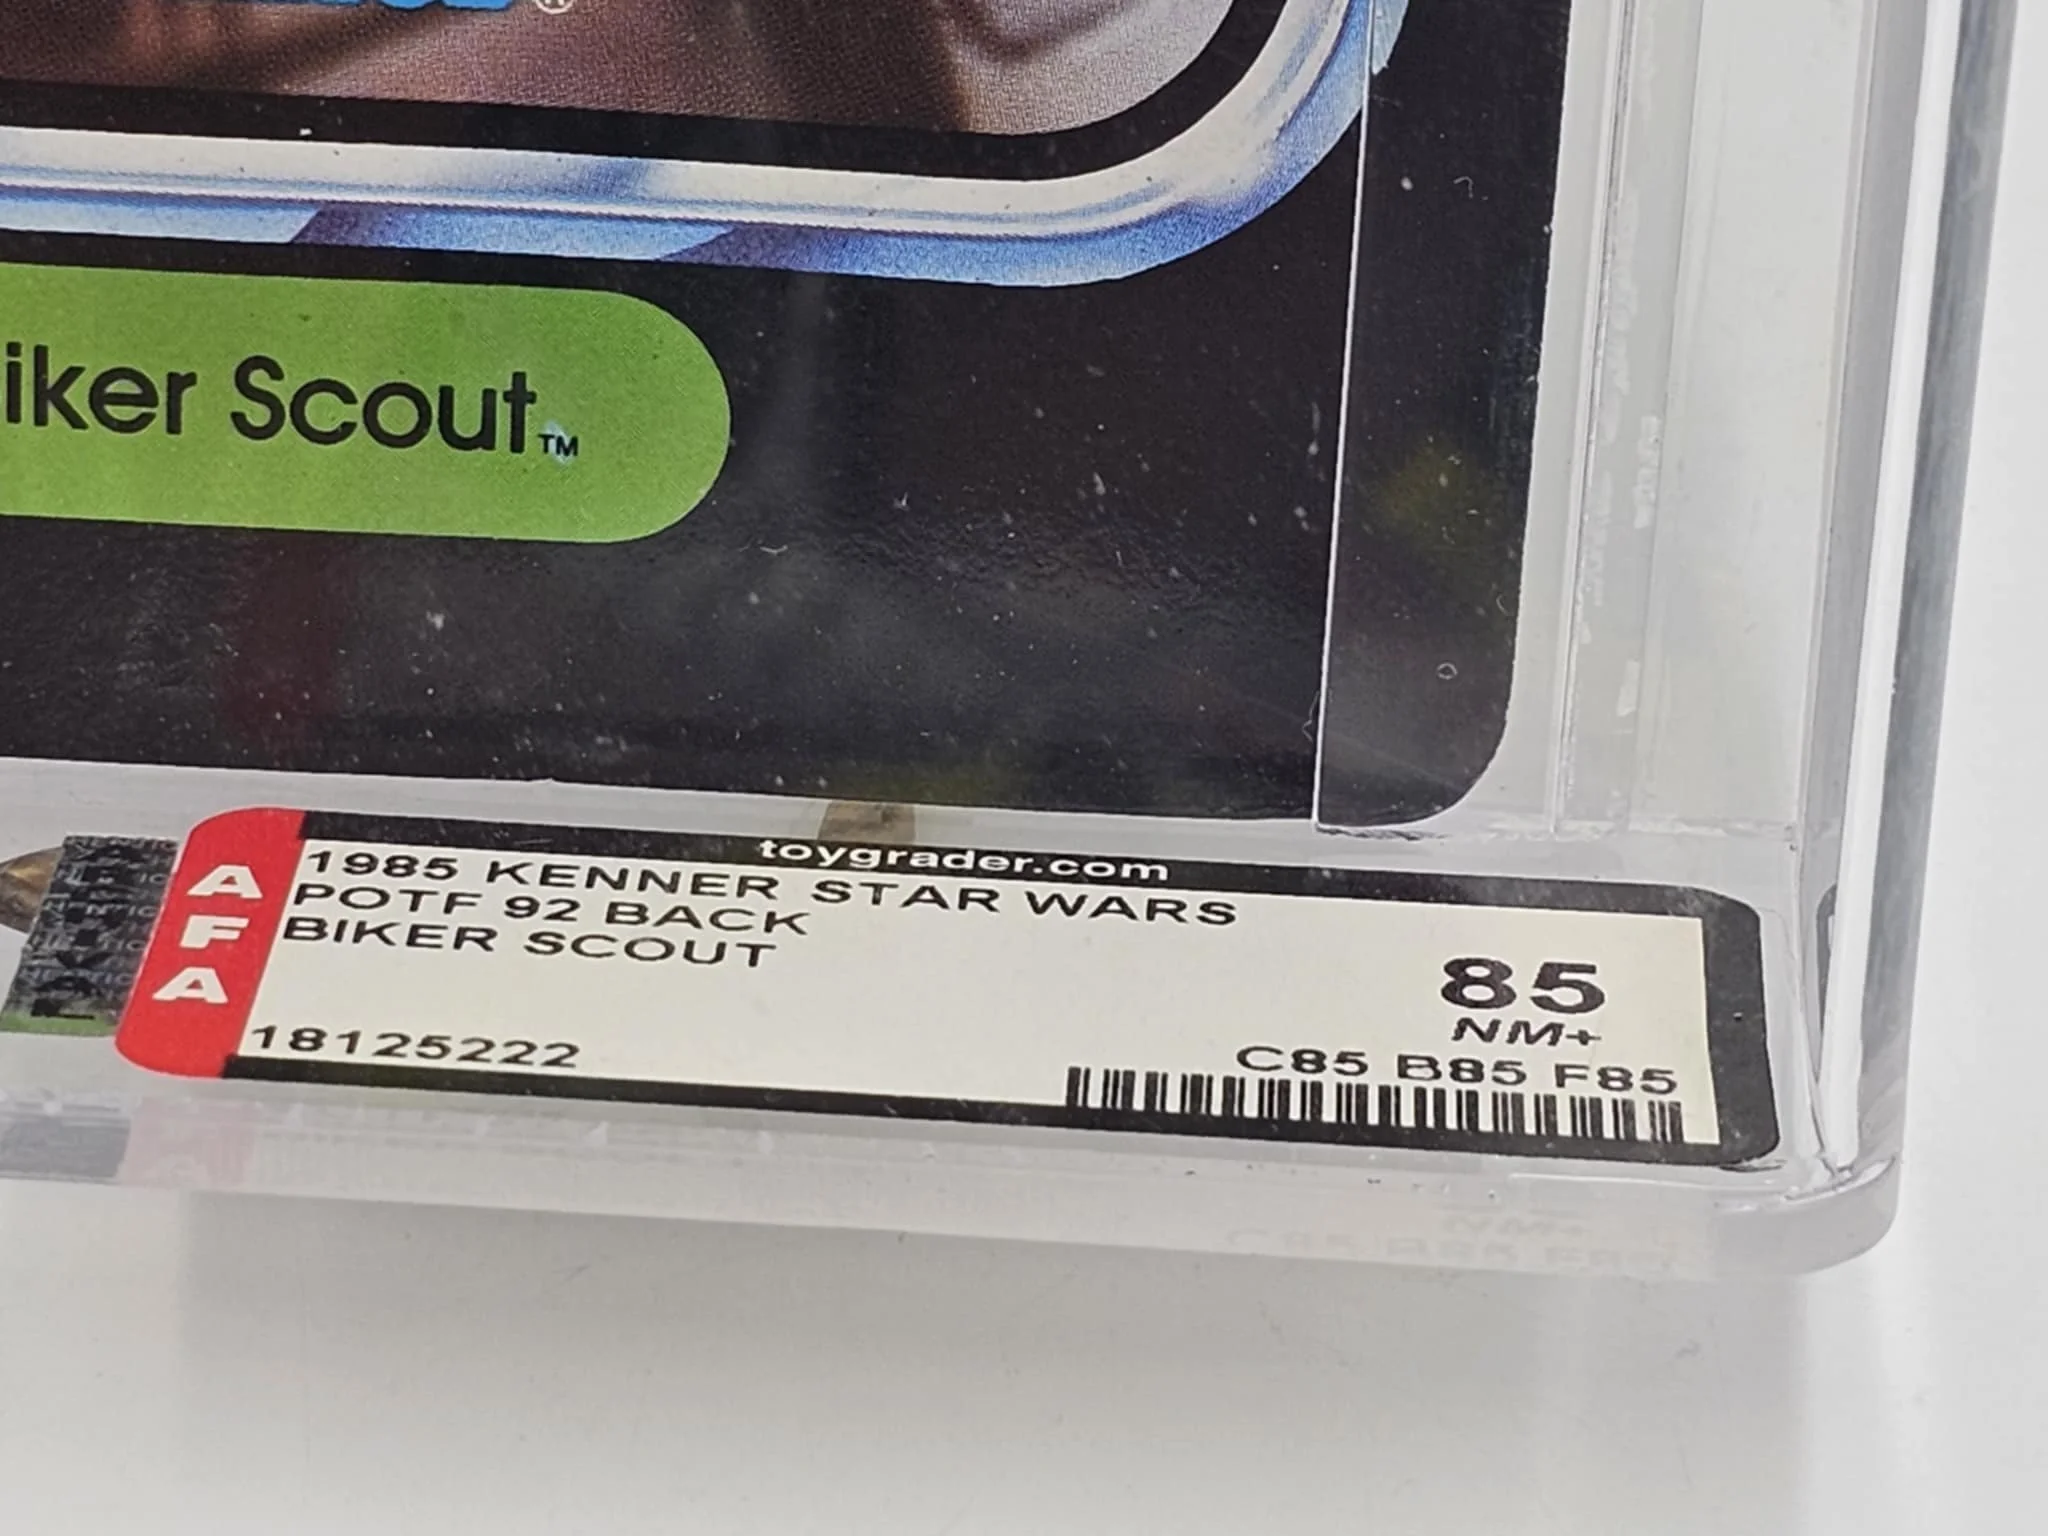 iker Scout™
toygrader.com
AFA
1985 KENNER STAR WARS
POTF 92 BACK
BIKER SCOUT
85
NM+
18125222
C85 B85 F85